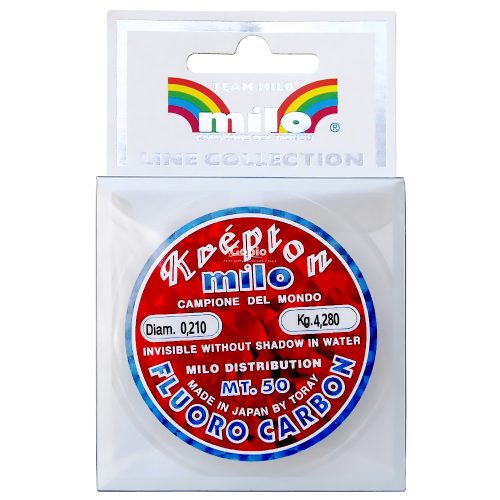 TEAM MILO
milo ®
LINE COLLECTION
Krépton
milo
CAMPIONE DEL MONDO
Diam. 0,210
Kg.4,280
INVISIBLE WITHOUT SHADOW IN WATER
MILO DISTRIBUTION
MT. 50
MADE IN JAPAN BY TORAY
FLUORO CARBON